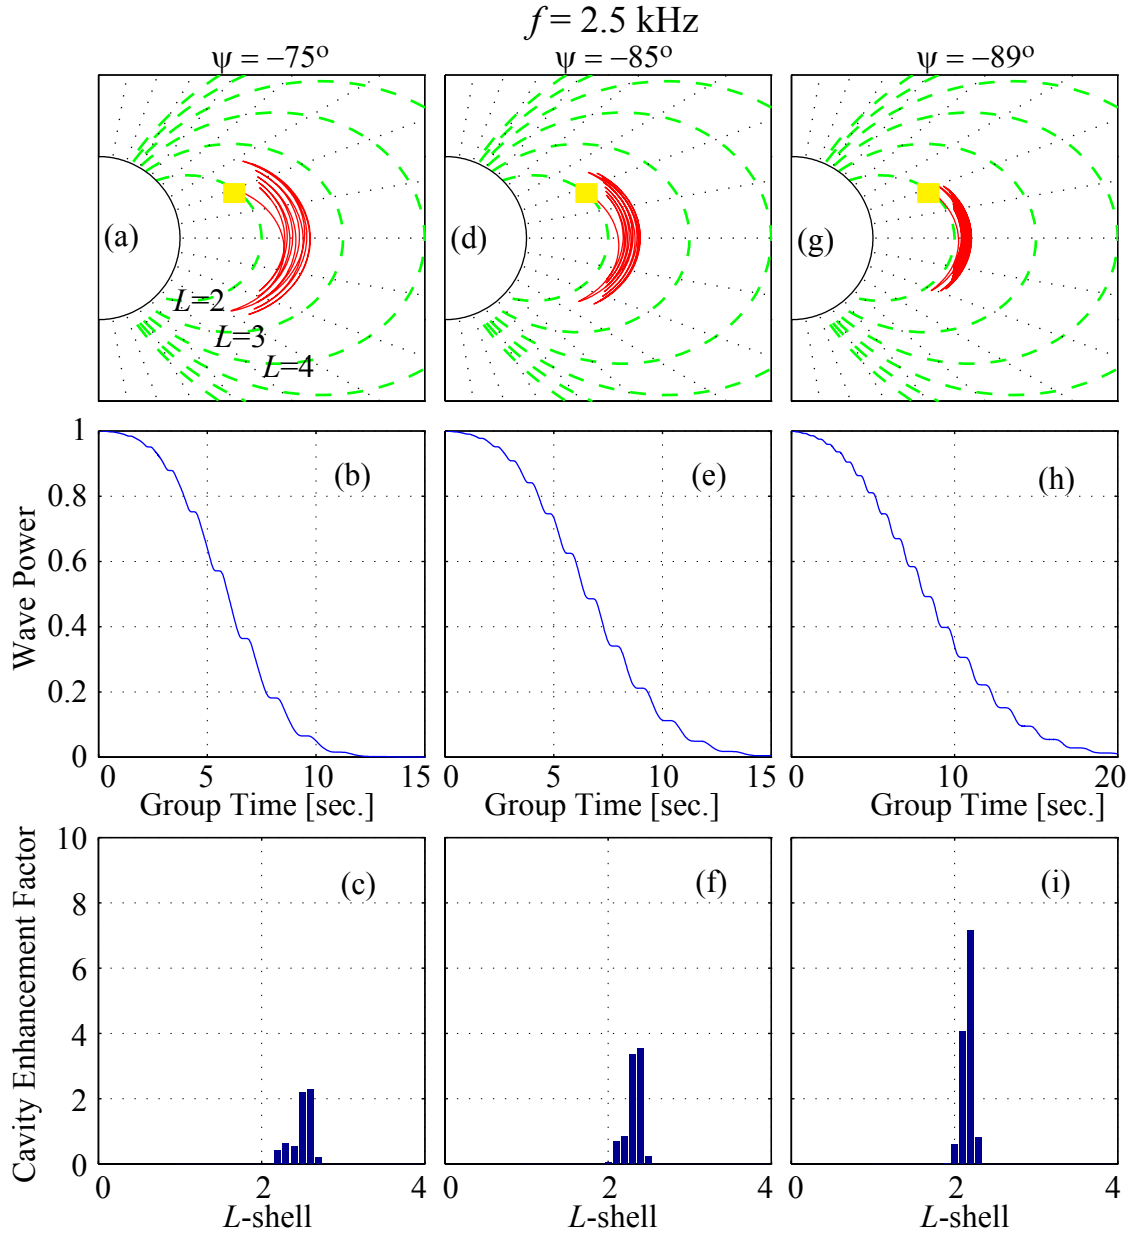 f = 2.5 kHz
ψ = −75° ψ = −85° ψ = −89°
(a) (d) (g)
L=2
L=3
L=4
1
0.8
0.6
0.4
0.2
0
Wave Power
(b) (e) (h)
0 5 10 15 0 5 10 15 0 10 20
Group Time [sec.] Group Time [sec.] Group Time [sec.]
10
8
6
4
2
0
Cavity Enhancement Factor
(c) (f) (i)
0 2 4 0 2 4 0 2 4
L-shell L-shell L-shell